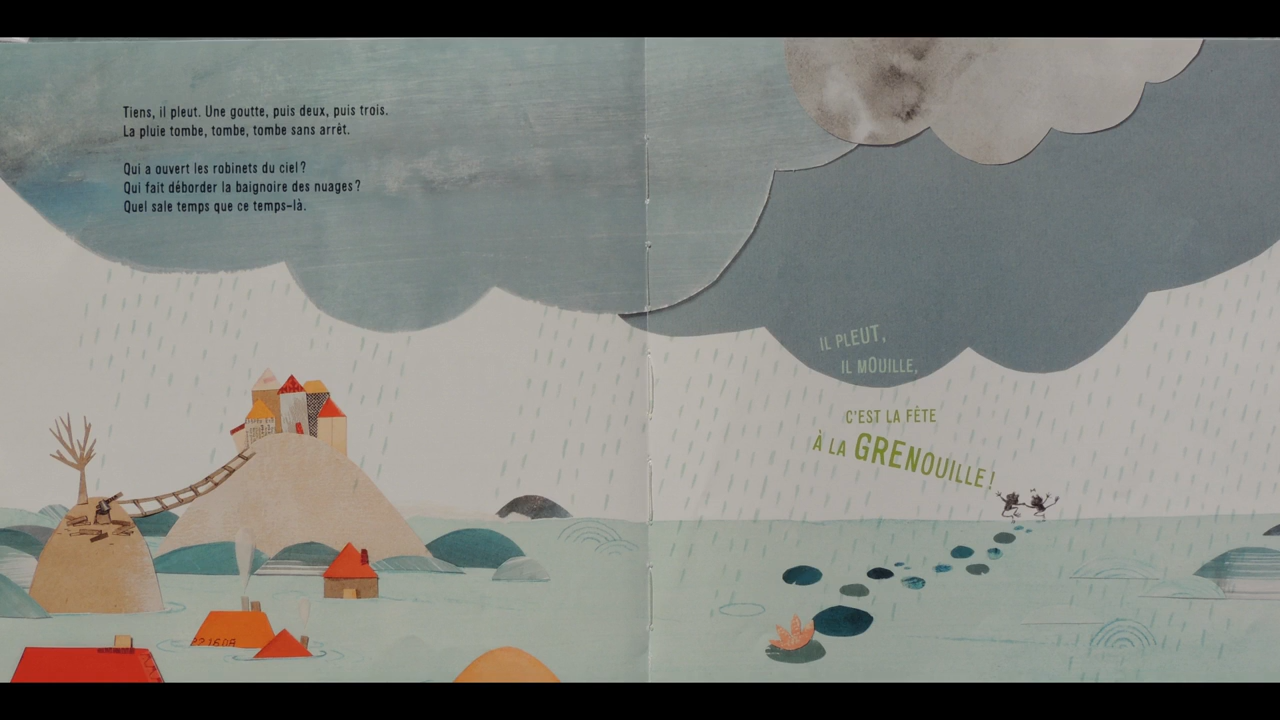 Tiens, il pleut. Une goutte, puis deux, puis trois.
La pluie tombe, tombe, tombe sans arrêt.
Qui a ouvert les robinets du ciel ?
Qui fait déborder la baignoire des nuages ?
Quel sale temps que ce temps-là.
IL PLEUT,
IL MOUILLE,
C'EST LA FÊTE
À LA GRENOUILLE !